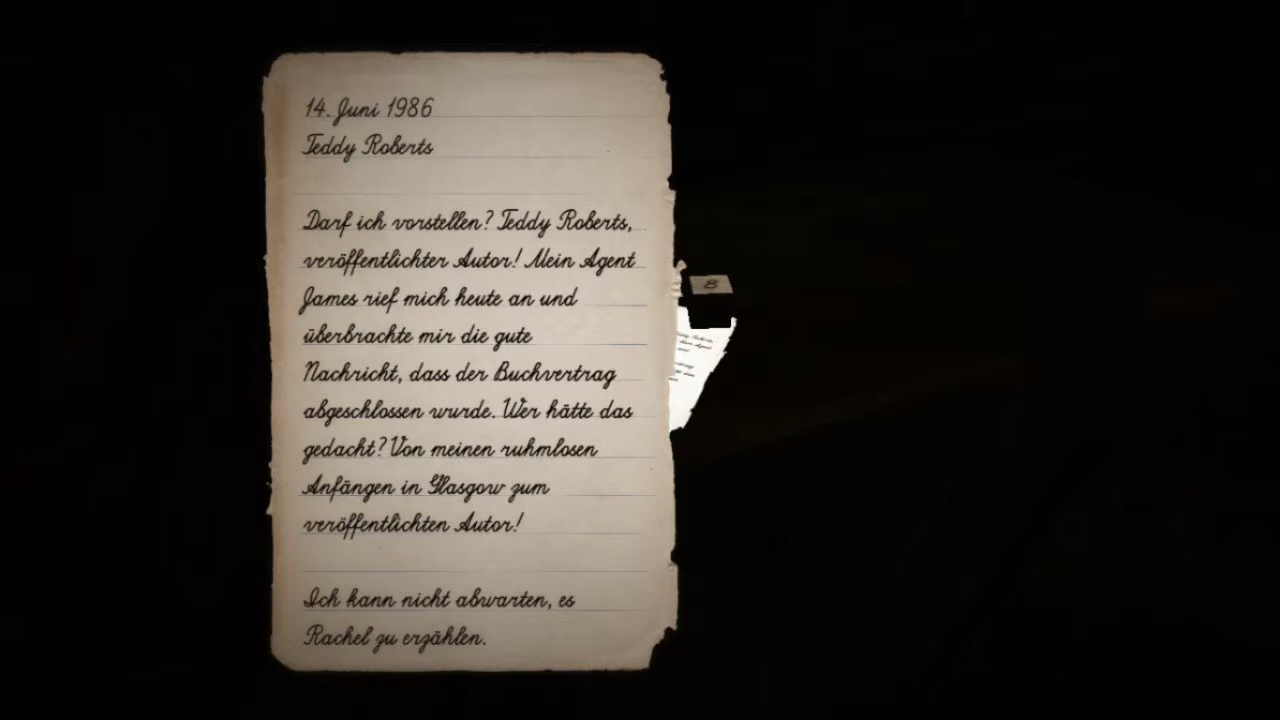 14. Juni 1986
Teddy Roberts
Darf ich vorstellen? Teddy Roberts,
veröffentlichter Autor! Mein Agent
James rief mich heute an und
überbrachte mir die gute
Nachricht, dass der Buchvertrag
abgeschlossen wurde. Wer hätte das
gedacht? Von meinen ruhmlosen
Anfängen in Glasgow zum
veröffentlichten Autor!
Ich kann nicht abwarten, es
Rachel zu erzählen.
8